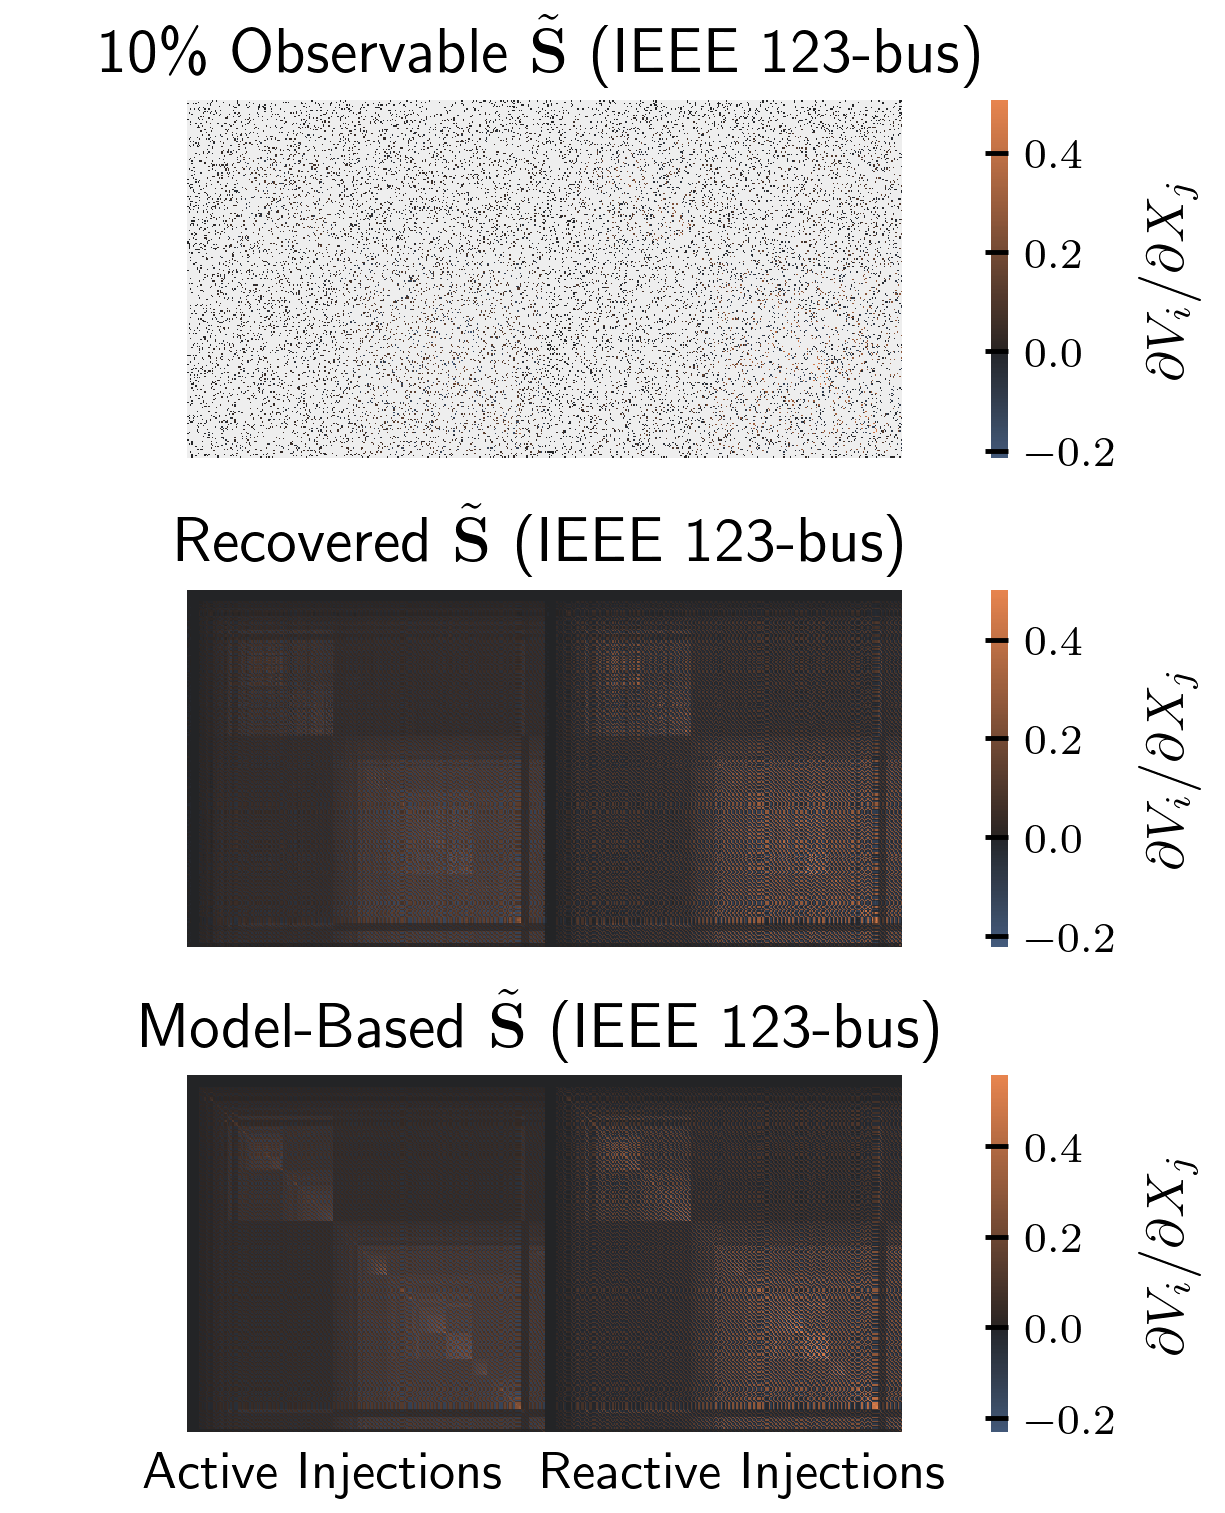 10% Observable S̃ (IEEE 123-bus)
0.4
0.2
0.0
−0.2
∂V_i/∂X_j
Recovered S̃ (IEEE 123-bus)
0.4
0.2
0.0
−0.2
∂V_i/∂X_j
Model-Based S̃ (IEEE 123-bus)
0.4
0.2
0.0
−0.2
∂V_i/∂X_j
Active Injections
Reactive Injections